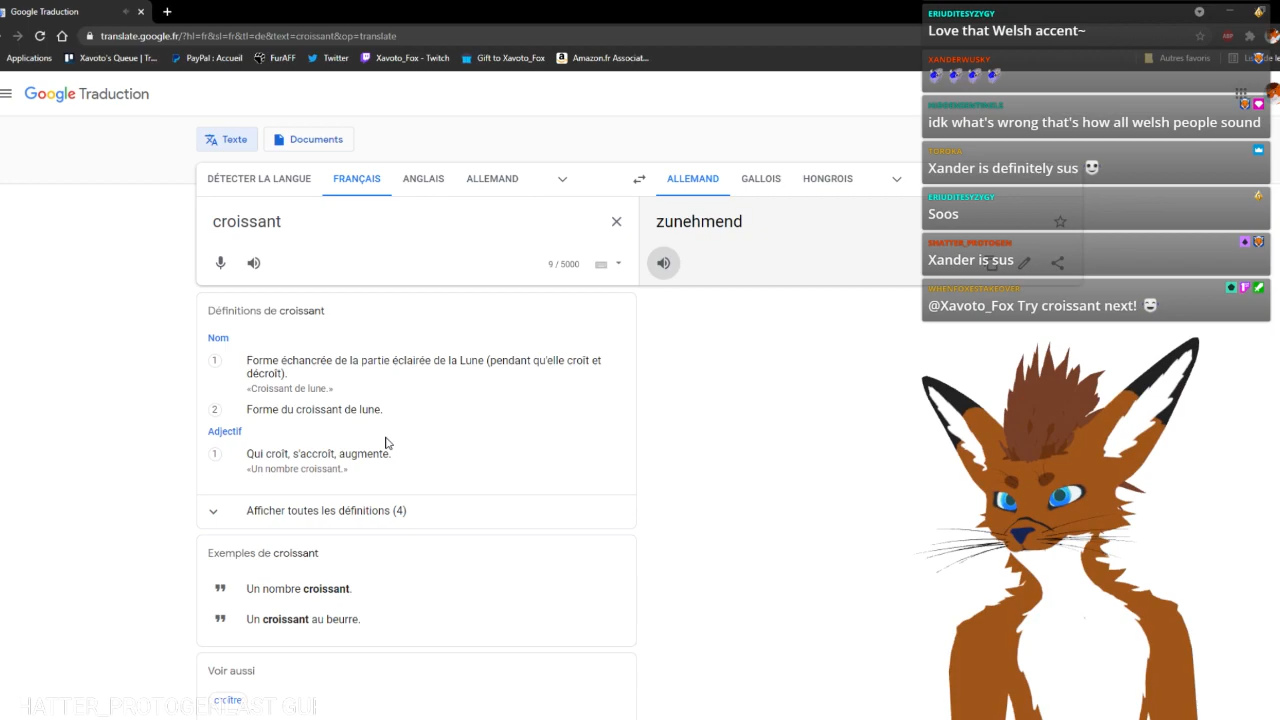 Google Traduction
translate.google.fr/?hl=fr&sl=fr&tl=de&text=croissant&op=translate
Applications
Xavoto's Queue | Tr...
PayPal : Accueil
FurAFF
Twitter
Xavoto_Fox - Twitch
Gift to Xavoto_Fox
Amazon.fr Associat...
Autres favoris
Google Traduction
Texte
Documents
DÉTECTER LA LANGUE
FRANÇAIS
ANGLAIS
ALLEMAND
ALLEMAND
GALLOIS
HONGROIS
croissant
zunehmend
9 / 5000
Définitions de croissant
Nom
1
Forme échancrée de la partie éclairée de la Lune (pendant qu'elle croît et
décroît).
«Croissant de lune.»
2
Forme du croissant de lune.
Adjectif
1
Qui croît, s'accroît, augmente.
«Un nombre croissant.»
Afficher toutes les définitions (4)
Exemples de croissant
Un nombre croissant.
Un croissant au beurre.
Voir aussi
croître
ERIUDITESYZYGY
Love that Welsh accent~
XANDERWUSKY
idk what's wrong that's how all welsh people sound
TOROKA
Xander is definitely sus
ERIUDITESYZYGY
Soos
SHATTER_PROTOGEN
Xander is sus
WHENFOXESTAKEOVER
@Xavoto_Fox Try croissant next!